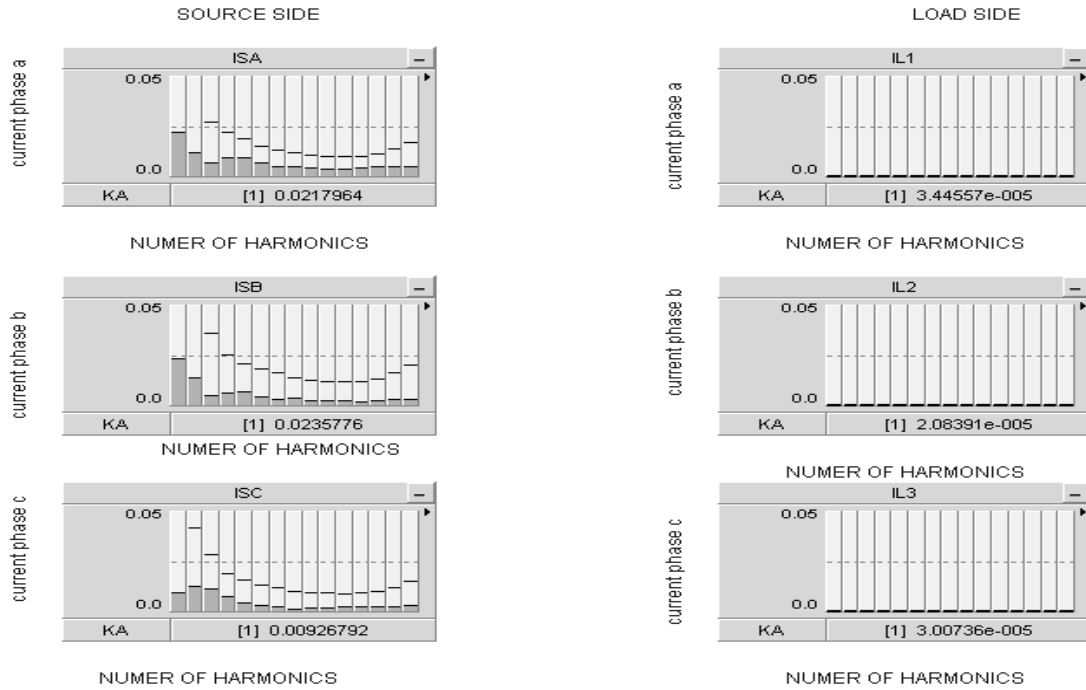 SOURCE SIDE
LOAD SIDE
current phase a
ISA
–
0.05
0.0
KA
[1] 0.0217964
NUMER OF HARMONICS
current phase a
IL1
–
0.05
0.0
KA
[1] 3.44557e-005
NUMER OF HARMONICS
current phase b
ISB
–
0.05
0.0
KA
[1] 0.0235776
NUMER OF HARMONICS
current phase b
IL2
–
0.05
0.0
KA
[1] 2.08391e-005
NUMER OF HARMONICS
current phase c
ISC
–
0.05
0.0
KA
[1] 0.00926792
NUMER OF HARMONICS
current phase c
IL3
–
0.05
0.0
KA
[1] 3.00736e-005
NUMER OF HARMONICS